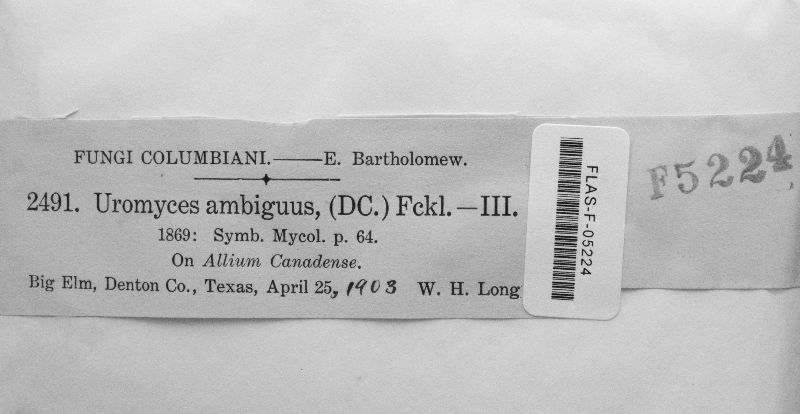 FUNGI COLUMBIANI.——E. Bartholomew.
2491. Uromyces ambiguus, (DC.) Fckl.—III.
1869: Symb. Mycol. p. 64.
On Allium Canadense.
Big Elm, Denton Co., Texas, April 25, 1903 W. H. Long
FLAS-F-05224
F5224